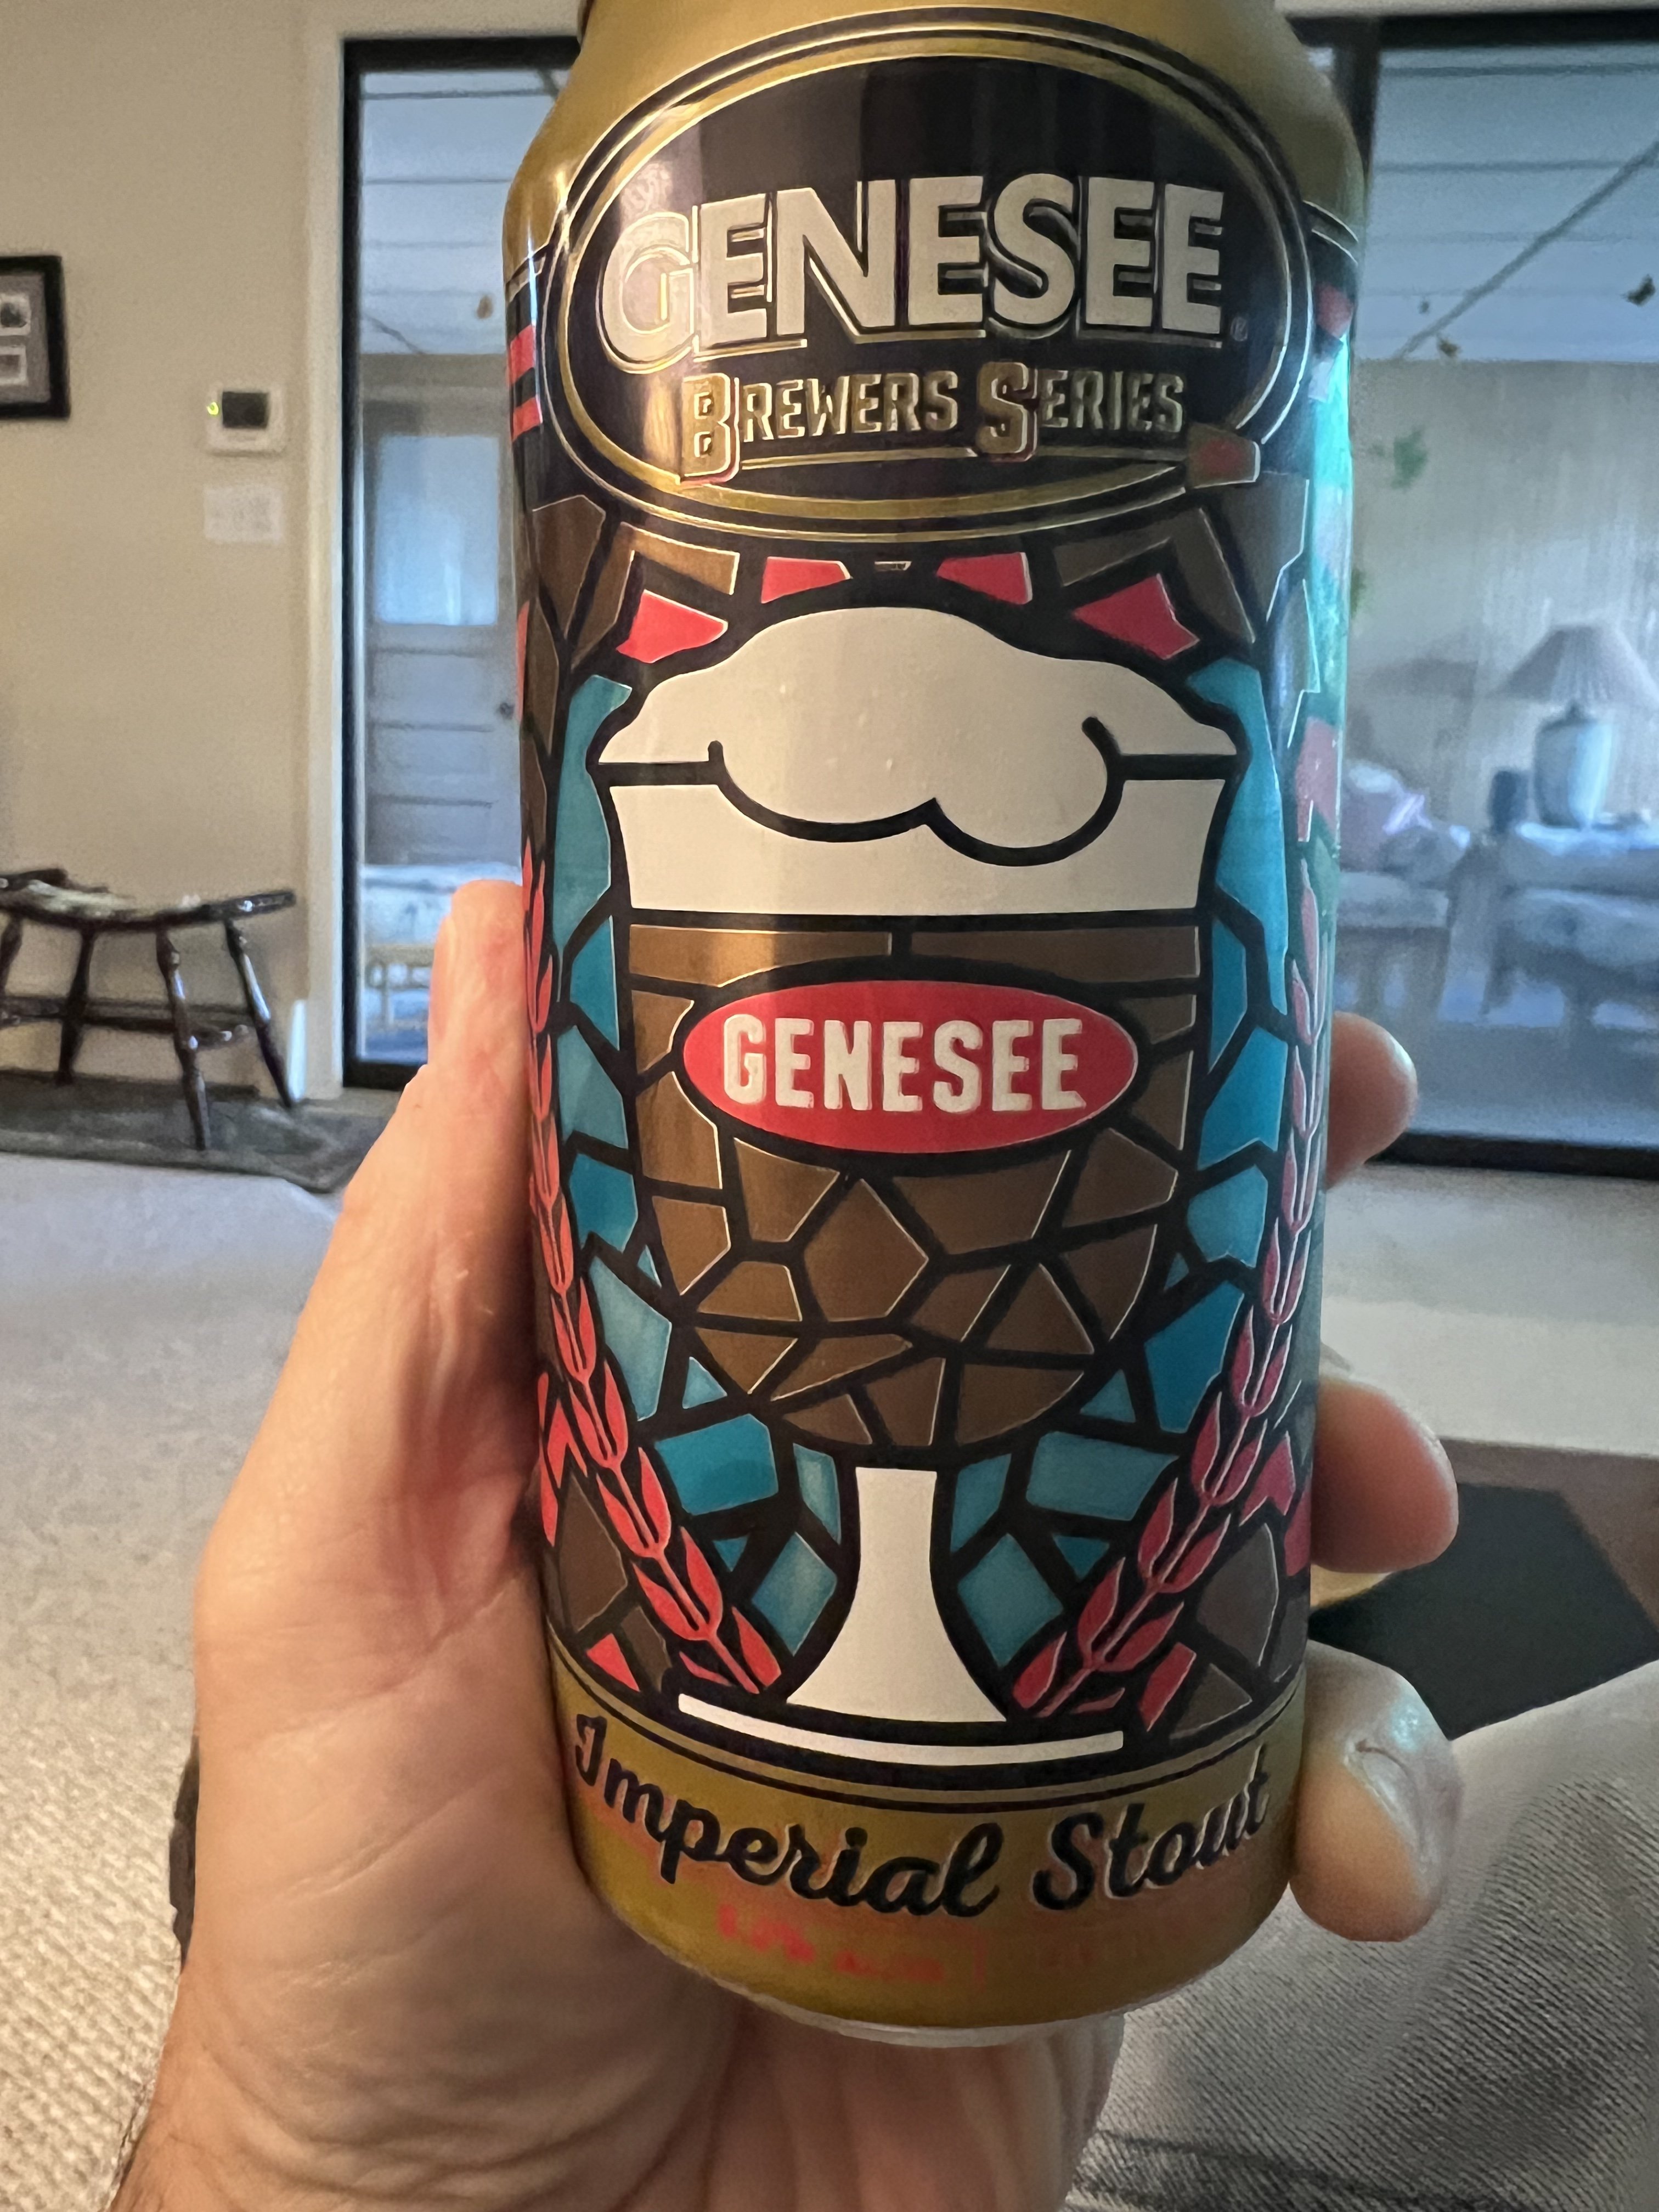 GENESEE®
BREWERS SERIES
GENESEE
Imperial Stout